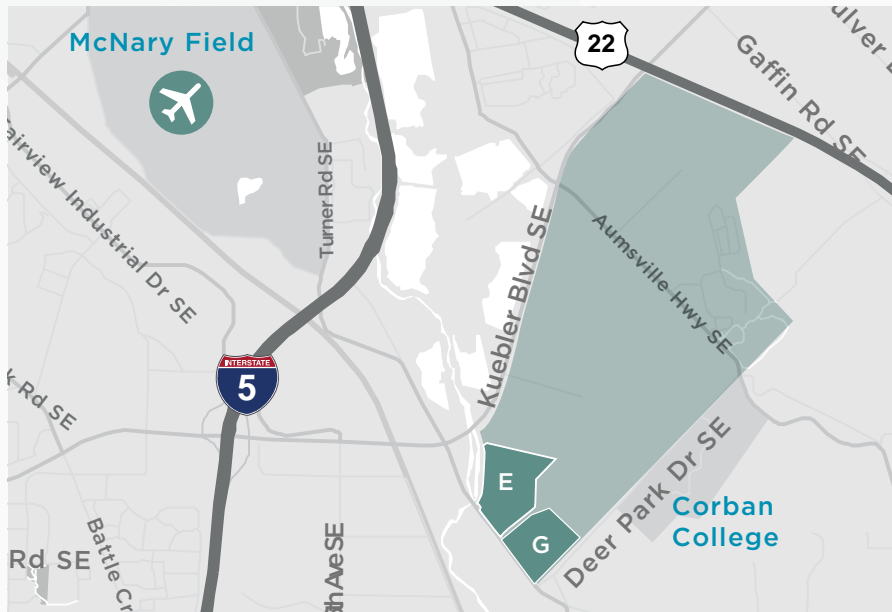 McNary Field
22
Gaffin Rd SE
Fairview Industrial Dr SE
Turner Rd SE
Kuebler Blvd SE
Aumsville Hwy SE
INTERSTATE
5
Rd SE
E
G
Deer Park Dr SE
Corban
College
Rd SE
Battle
Ave SE